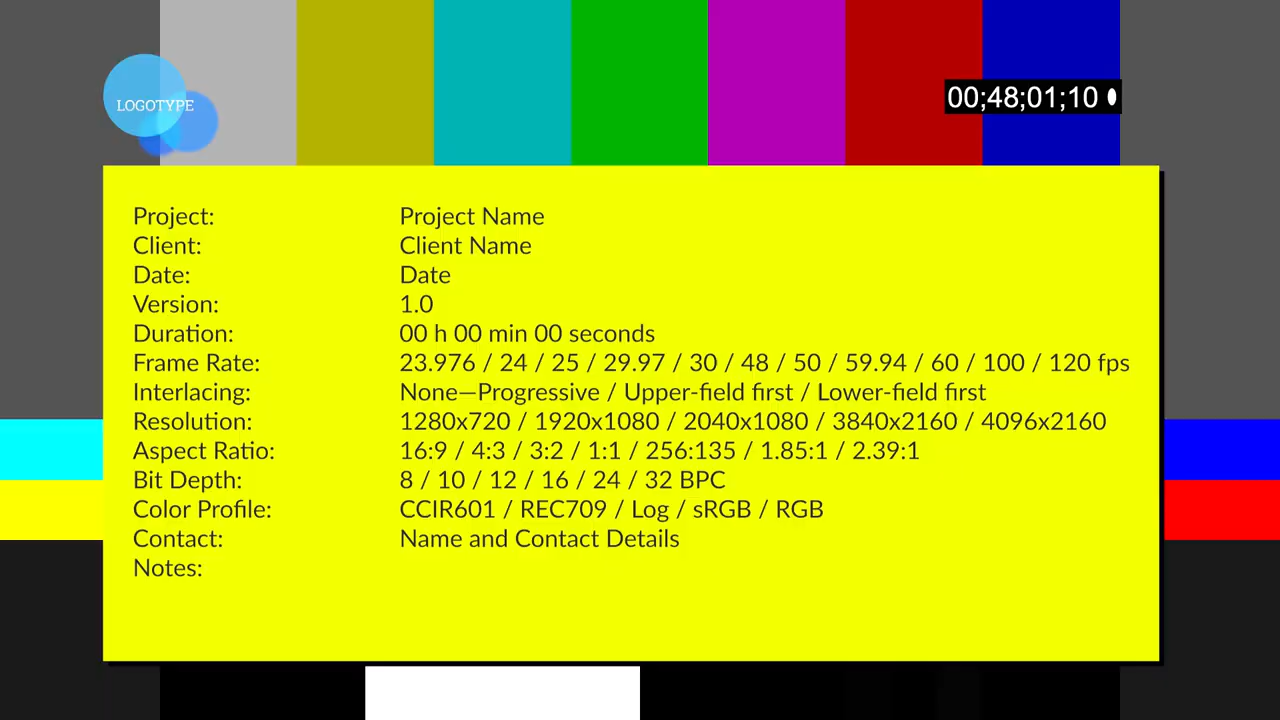 LOGOTYPE
00;48;01;10
Project: Project Name
Client: Client Name
Date: Date
Version: 1.0
Duration: 00 h 00 min 00 seconds
Frame Rate: 23.976 / 24 / 25 / 29.97 / 30 / 48 / 50 / 59.94 / 60 / 100 / 120 fps
Interlacing: None—Progressive / Upper-field first / Lower-field first
Resolution: 1280x720 / 1920x1080 / 2040x1080 / 3840x2160 / 4096x2160
Aspect Ratio: 16:9 / 4:3 / 3:2 / 1:1 / 256:135 / 1.85:1 / 2.39:1
Bit Depth: 8 / 10 / 12 / 16 / 24 / 32 BPC
Color Profile: CCIR601 / REC709 / Log / sRGB / RGB
Contact: Name and Contact Details
Notes: